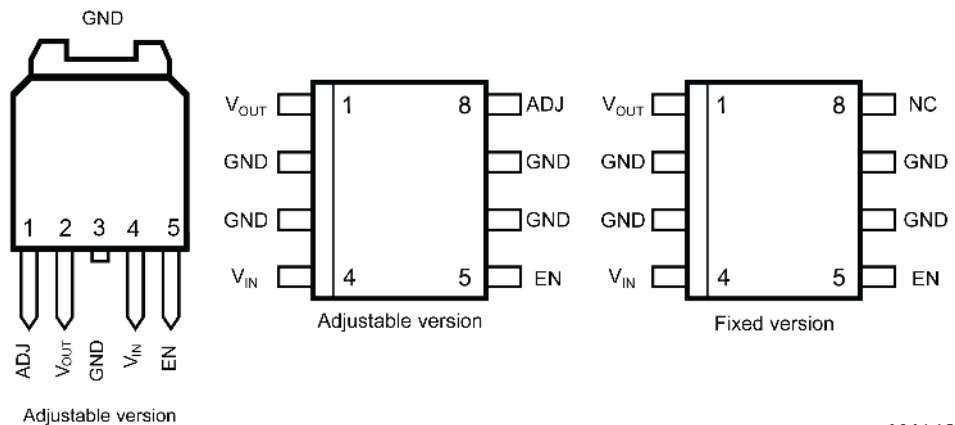 GND
1 2 3 4 5
ADJ
VOUT
GND
VIN
EN
Adjustable version
VOUT 1 8 ADJ
GND GND
GND GND
VIN 4 5 EN
Adjustable version
VOUT 1 8 NC
GND GND
GND GND
VIN 4 5 EN
Fixed version